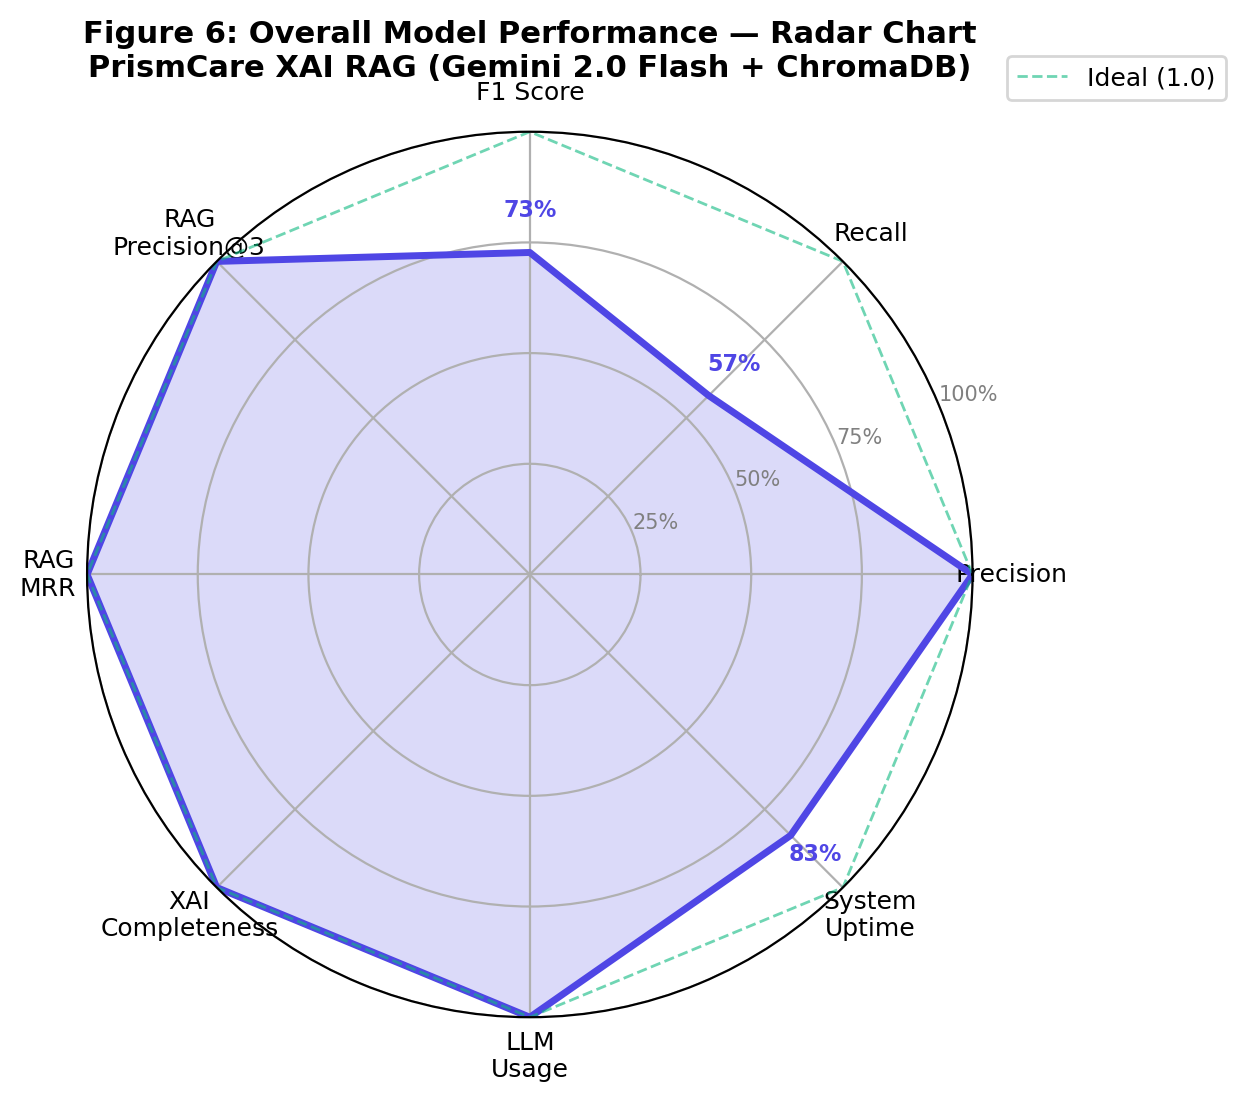 Figure 6: Overall Model Performance — Radar Chart
PrismCare XAI RAG (Gemini 2.0 Flash + ChromaDB)
Ideal (1.0)
F1 Score
73%
RAG
Precision@3
Recall
57%
100%
75%
50%
25%
RAG
MRR
Precision
83%
XAI
Completeness
System
Uptime
LLM
Usage